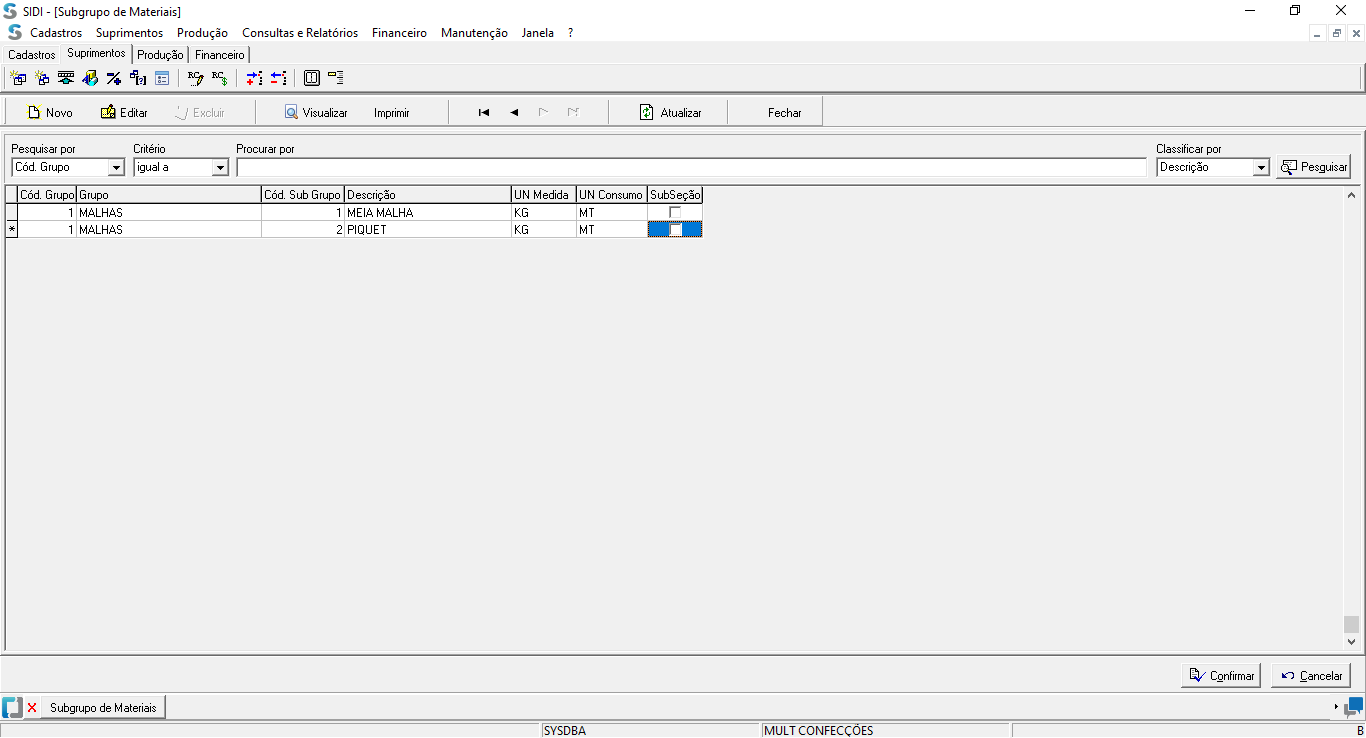 SIDI - [Subgrupo de Materiais]
Cadastros Suprimentos Produção Consultas e Relatórios Financeiro Manutenção Janela ?
Cadastros Suprimentos Produção Financeiro
Novo Editar Excluir Visualizar Imprimir Atualizar Fechar
Pesquisar por Critério Procurar por Classificar por
Cód. Grupo igual a Descrição Pesquisar
Cód. Grupo Grupo Cód. Sub Grupo Descrição UN Medida UN Consumo SubSeção
1 MALHAS 1 MEIA MALHA KG MT
* 1 MALHAS 2 PIQUET KG MT
Confirmar Cancelar
Subgrupo de Materiais
SYSDBA MULT CONFECÇÕES B